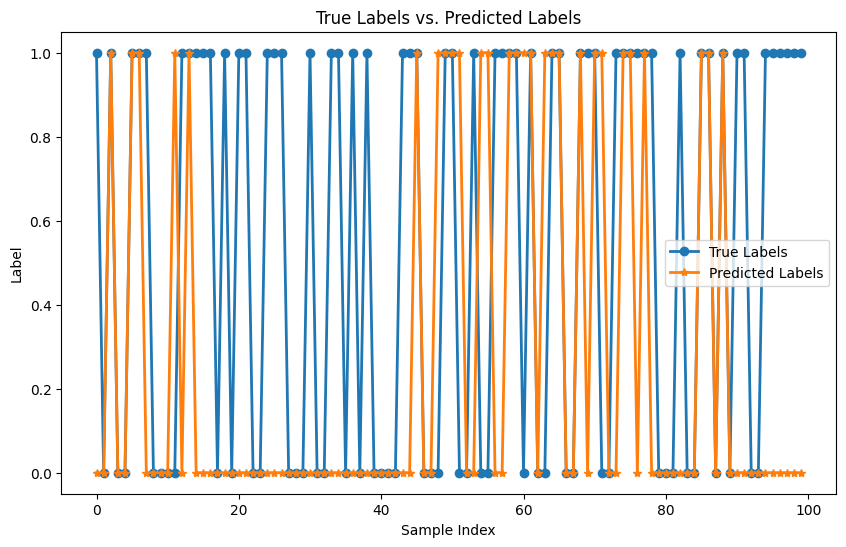 True Labels vs. Predicted Labels
1.0
0.8
0.6
0.4
0.2
0.0
Label
True Labels
Predicted Labels
0
20
40
60
80
100
Sample Index